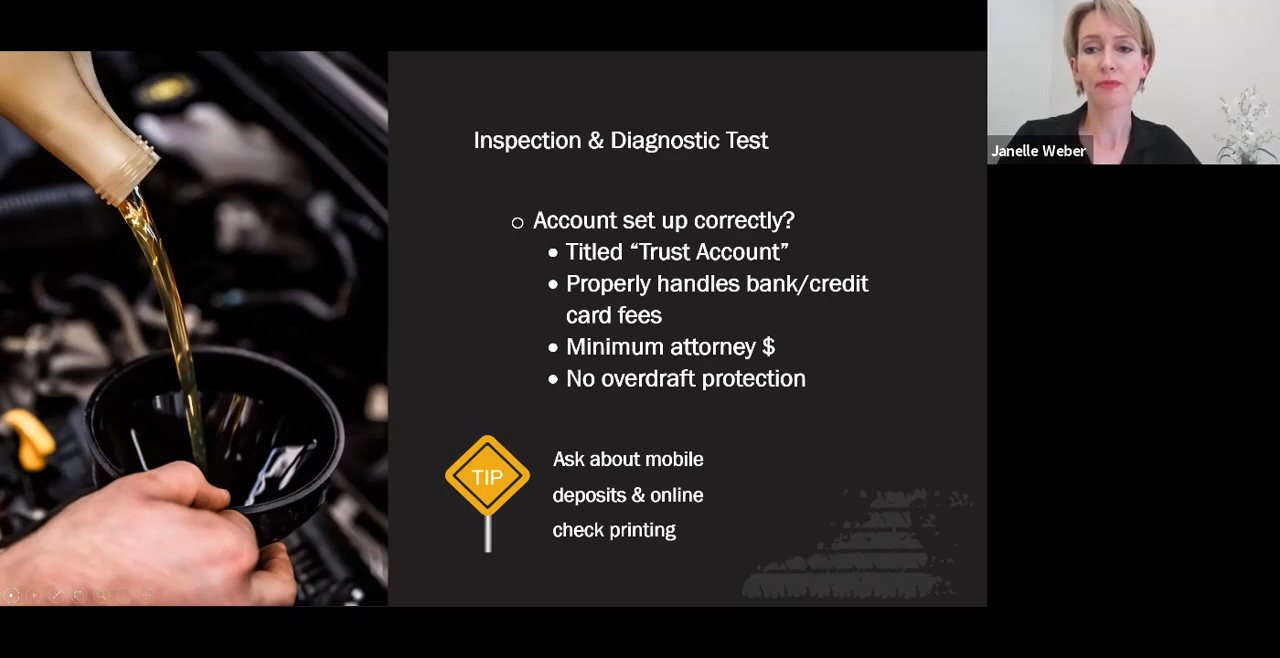 Inspection & Diagnostic Test
Janelle Weber
○ Account set up correctly?
• Titled “Trust Account”
• Properly handles bank/credit
card fees
• Minimum attorney $
• No overdraft protection
TIP
Ask about mobile
deposits & online
check printing